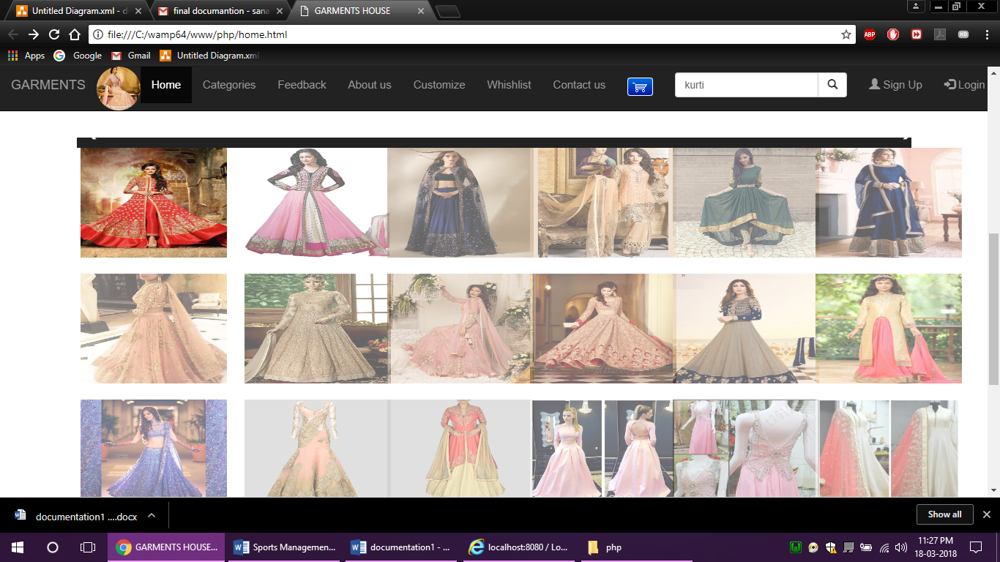 Untitled Diagram.xml - d
final documantion - sana
GARMENTS HOUSE
file:///C:/wamp64/www/php/home.html
ABP
HD
Apps
Google
Gmail
Untitled Diagram.xml
GARMENTS
Home
Categories
Feedback
About us
Customize
Whishlist
Contact us
kurti
Sign Up
Login
documentation1 ....docx
Show all
GARMENTS HOUSE...
Sports Managemen...
documentation1 - ...
localhost:8080 / Lo...
php
11:27 PM
18-03-2018